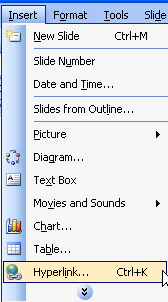 Insert Format Tools Slide
New Slide Ctrl+M
Slide Number
Date and Time...
Slides from Outline...
Picture
Diagram...
Text Box
Movies and Sounds
Chart...
Table...
Hyperlink... Ctrl+K